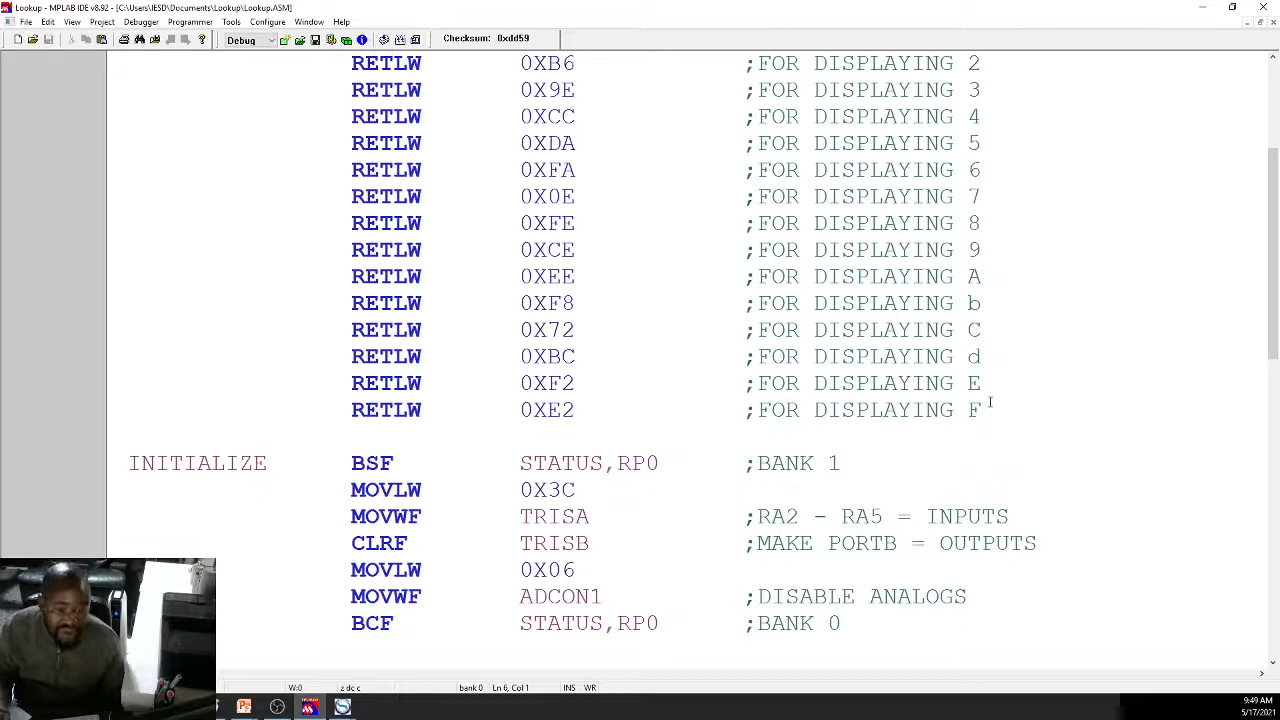 Lookup - MPLAB IDE v8.92 - [C:\Users\IESD\Documents\Lookup\Lookup.ASM]
File Edit View Project Debugger Programmer Tools Configure Window Help
Debug Checksum: 0xdd59
RETLW 0XB6 ;FOR DISPLAYING 2
RETLW 0X9E ;FOR DISPLAYING 3
RETLW 0XCC ;FOR DISPLAYING 4
RETLW 0XDA ;FOR DISPLAYING 5
RETLW 0XFA ;FOR DISPLAYING 6
RETLW 0X0E ;FOR DISPLAYING 7
RETLW 0XFE ;FOR DISPLAYING 8
RETLW 0XCE ;FOR DISPLAYING 9
RETLW 0XEE ;FOR DISPLAYING A
RETLW 0XF8 ;FOR DISPLAYING b
RETLW 0X72 ;FOR DISPLAYING C
RETLW 0XBC ;FOR DISPLAYING d
RETLW 0XF2 ;FOR DISPLAYING E
RETLW 0XE2 ;FOR DISPLAYING F
INITIALIZE BSF STATUS,RP0 ;BANK 1
MOVLW 0X3C
MOVWF TRISA ;RA2 - RA5 = INPUTS
CLRF TRISB ;MAKE PORTB = OUTPUTS
MOVLW 0X06
MOVWF ADCON1 ;DISABLE ANALOGS
BCF STATUS,RP0 ;BANK 0
W:0 z dc c bank 0 Ln 6, Col 1 INS WR
9:49 AM
5/17/2021